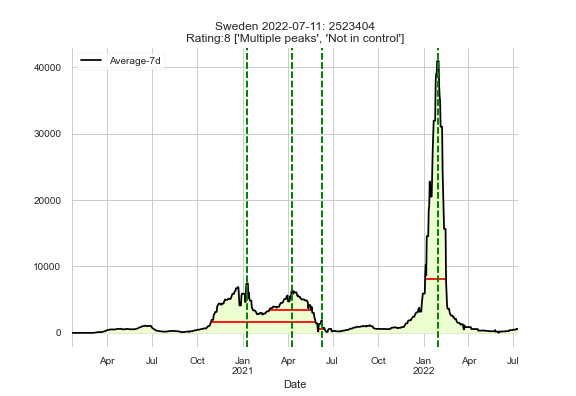 Sweden 2022-07-11: 2523404
Rating:8 ['Multiple peaks', 'Not in control']
Average-7d
40000
30000
20000
10000
0
Apr Jul Oct Jan Apr Jul Oct Jan Apr Jul
2021 2022
Date